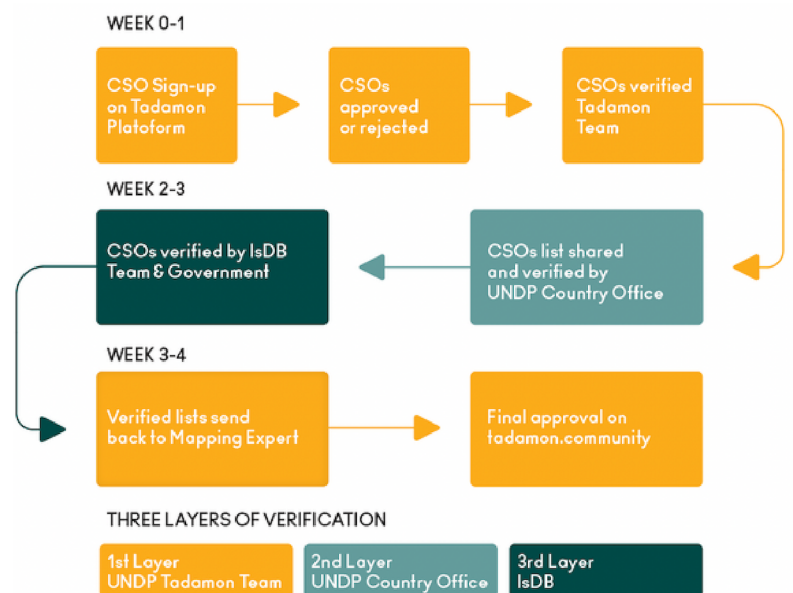 WEEK 0-1
CSO Sign-up
on Tadamon
Platoform
CSOs
approved
or rejected
CSOs verified
Tadamon
Team
WEEK 2-3
CSOs verified by IsDB
Team & Government
CSOs list shared
and verified by
UNDP Country Office
WEEK 3-4
Verified lists send
back to Mapping Expert
Final approval on
tadamon.community
THREE LAYERS OF VERIFICATION
1st Layer
UNDP Tadamon Team
2nd Layer
UNDP Country Office
3rd Layer
IsDB